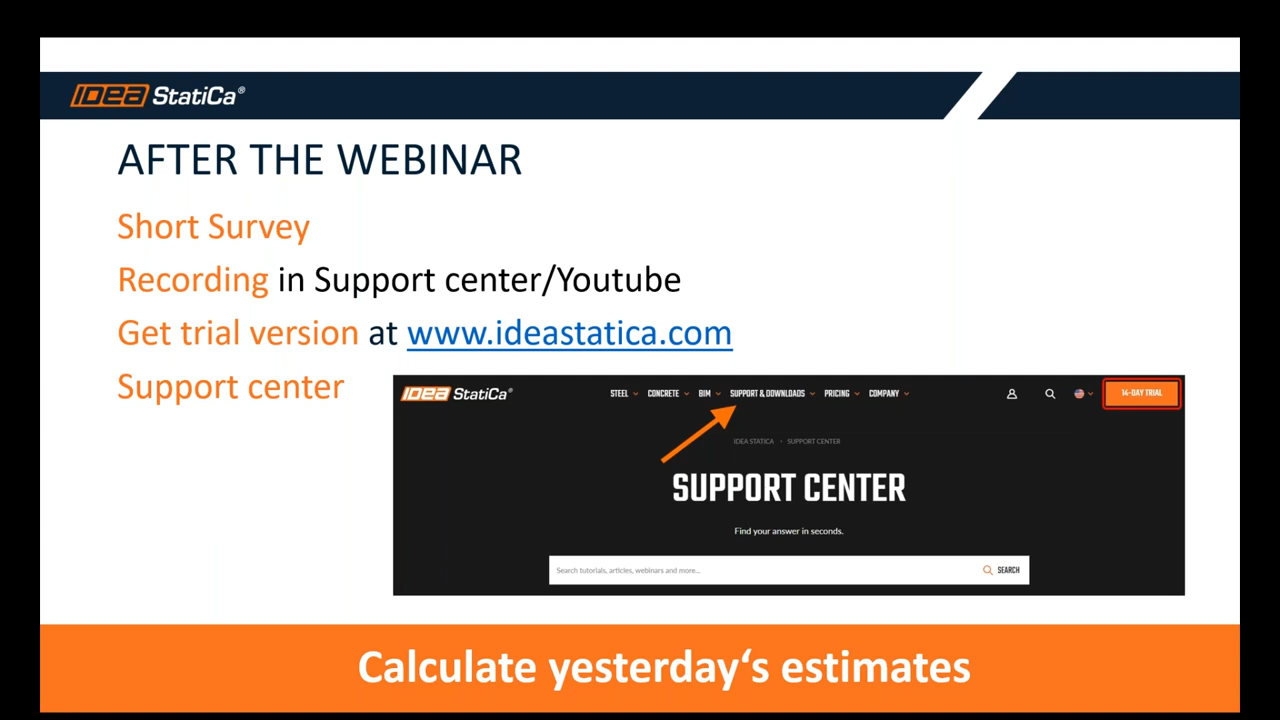 IDEA StatiCa®
AFTER THE WEBINAR
Short Survey
Recording in Support center/Youtube
Get trial version at www.ideastatica.com
Support center
IDEA StatiCa®
STEEL CONCRETE BIM SUPPORT & DOWNLOADS PRICING COMPANY 14-DAY TRIAL
IDEA STATICA • SUPPORT CENTER
SUPPORT CENTER
Find your answer in seconds.
Search tutorials, articles, webinars and more... SEARCH
Calculate yesterday‘s estimates